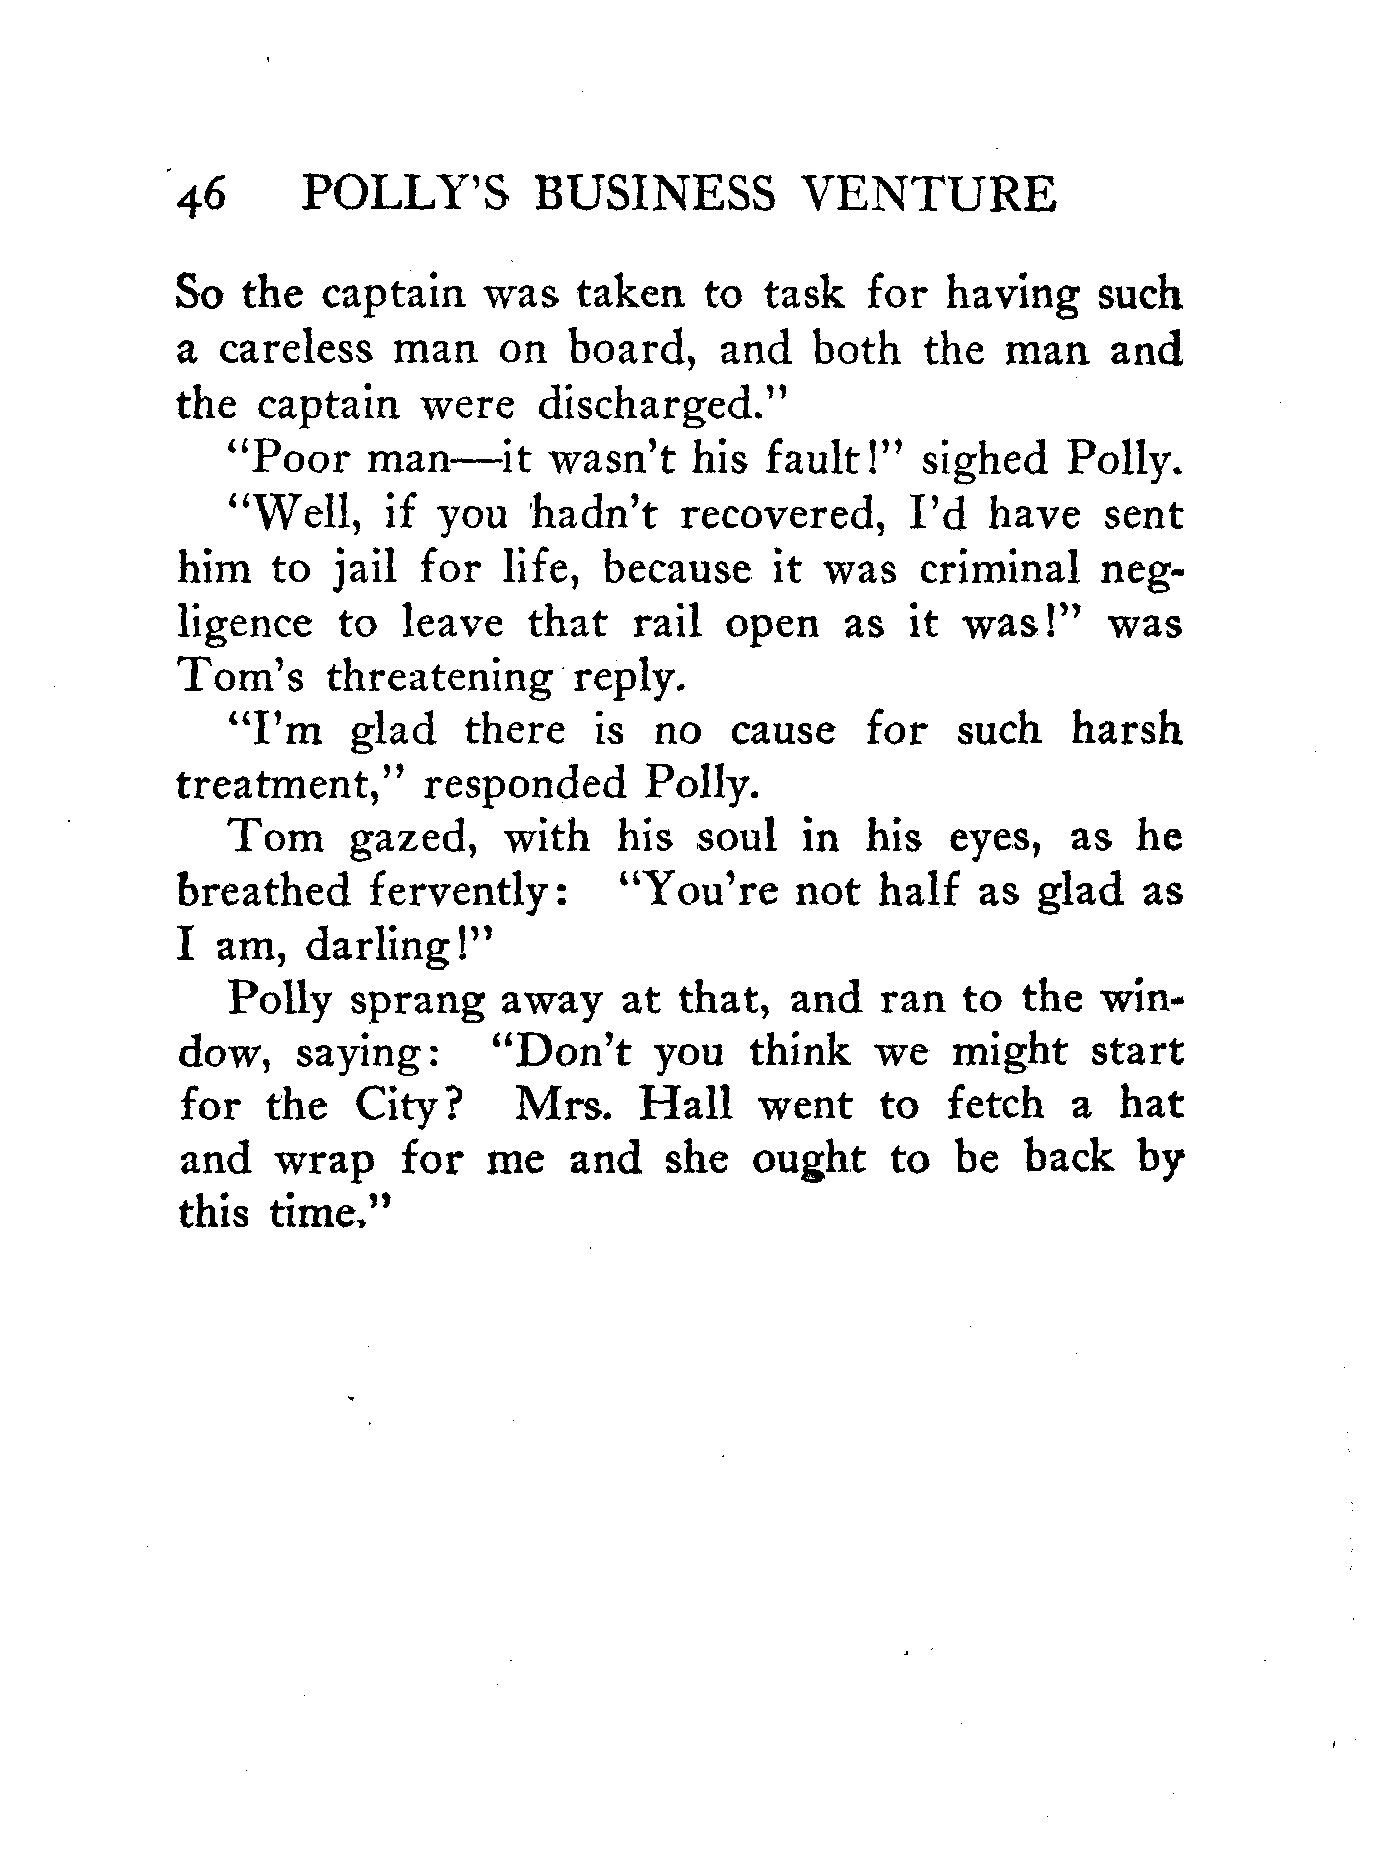 46 POLLY'S BUSINESS VENTURE
So the captain was taken to task for having such
a careless man on board, and both the man and
the captain were discharged."
"Poor man—it wasn't his fault!" sighed Polly.
"Well, if you hadn't recovered, I'd have sent
him to jail for life, because it was criminal neg-
ligence to leave that rail open as it was!" was
Tom's threatening reply.
"I'm glad there is no cause for such harsh
treatment," responded Polly.
Tom gazed, with his soul in his eyes, as he
breathed fervently: "You're not half as glad as
I am, darling!"
Polly sprang away at that, and ran to the win-
dow, saying: "Don't you think we might start
for the City? Mrs. Hall went to fetch a hat
and wrap for me and she ought to be back by
this time."